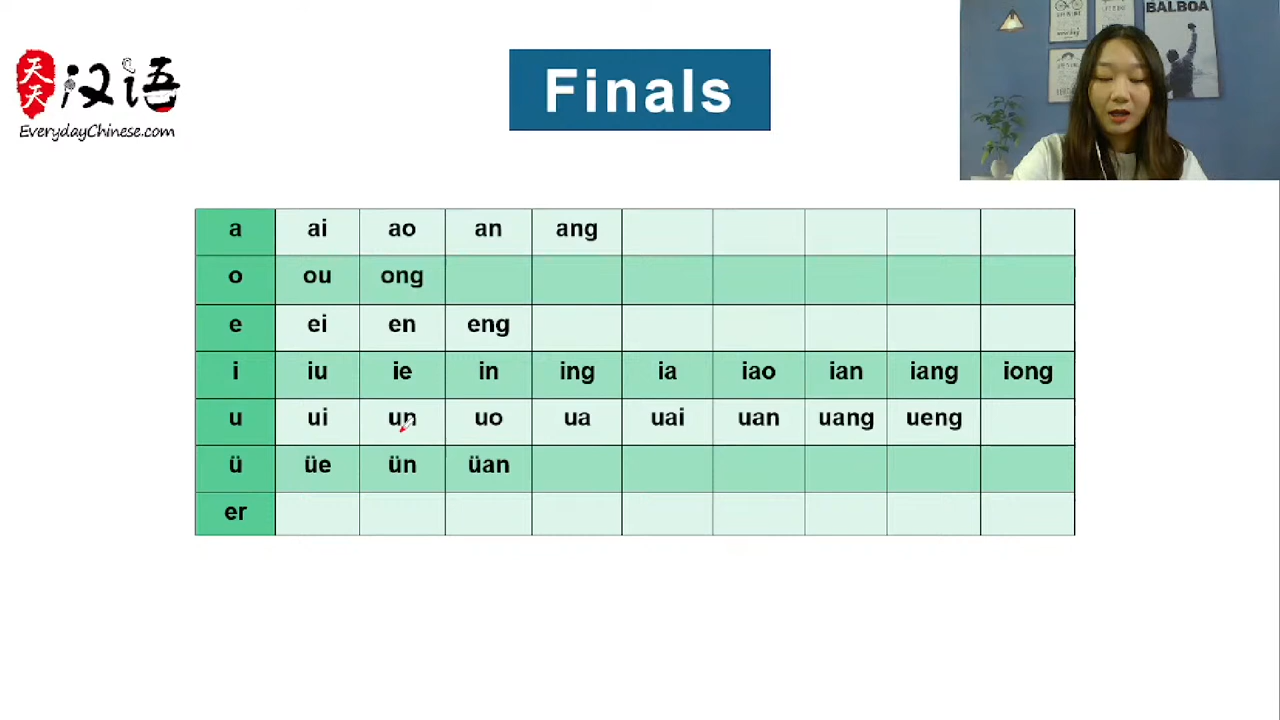 天天
汉语
EverydayChinese.com
Finals
BALBOA
a ai ao an ang
o ou ong
e ei en eng
i iu ie in ing ia iao ian iang iong
u ui un uo ua uai uan uang ueng
ü üe ün üan
er